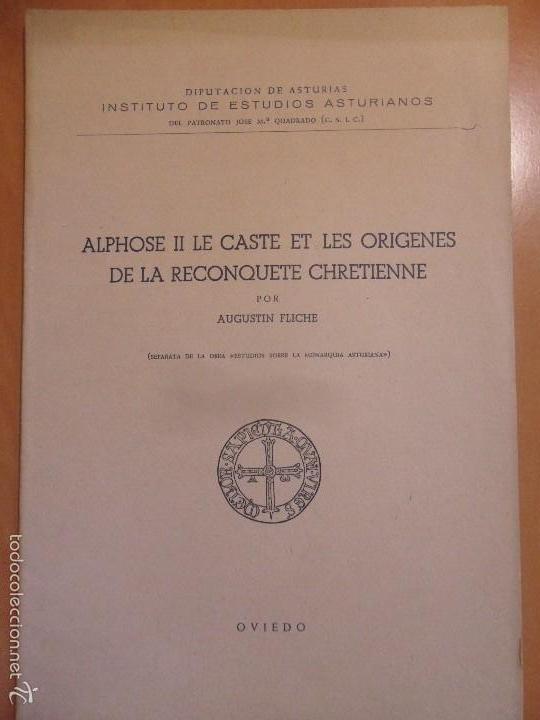 DIPUTACION DE ASTURIAS
INSTITUTO DE ESTUDIOS ASTURIANOS
DEL PATRONATO JOSE M.ª QUADRADO (C. S. I. C.)
ALPHOSE II LE CASTE ET LES ORIGENES
DE LA RECONQUETE CHRETIENNE
POR
AUGUSTIN FLICHE
(SEPARATA DE LA OBRA «ESTUDIOS SOBRE LA MONARQUIA ASTURIANA»)
OVIEDO
todocoleccion.net